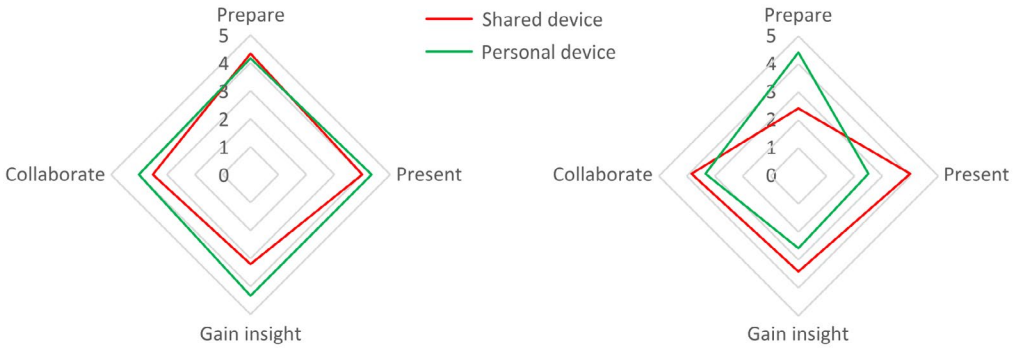 Prepare
5
4
3
2
1
0
Collaborate
Present
Gain insight
Shared device
Personal device
Prepare
5
4
3
2
1
0
Collaborate
Present
Gain insight